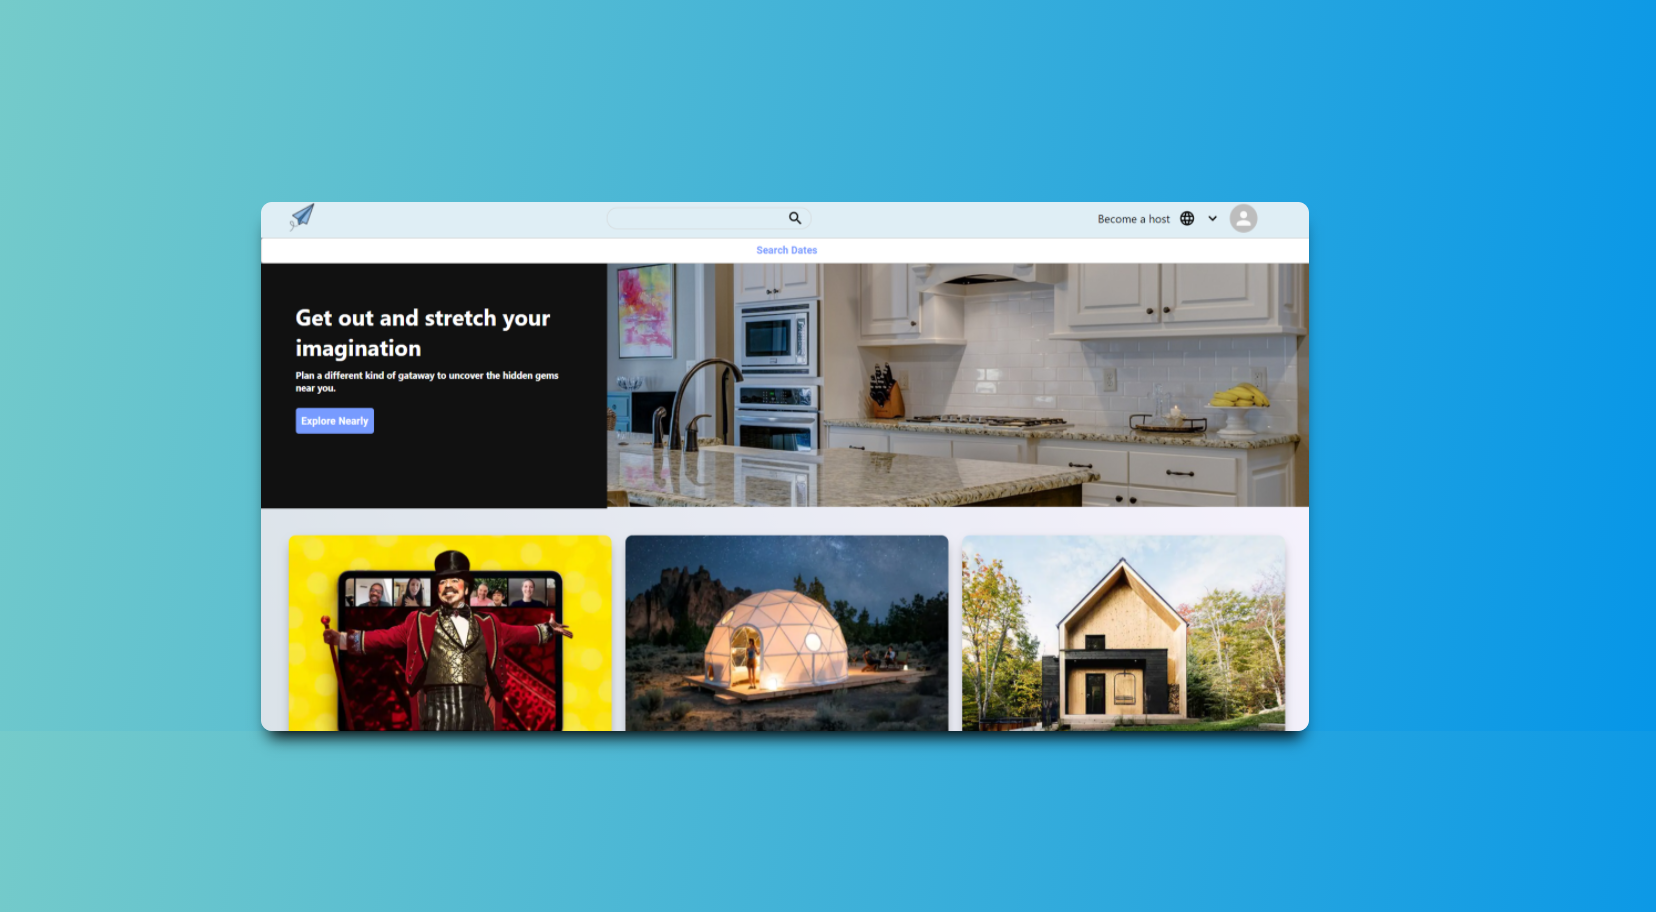 Become a host
Search Dates
Get out and stretch your
imagination
Plan a different kind of gataway to uncover the hidden gems
near you.
Explore Nearly